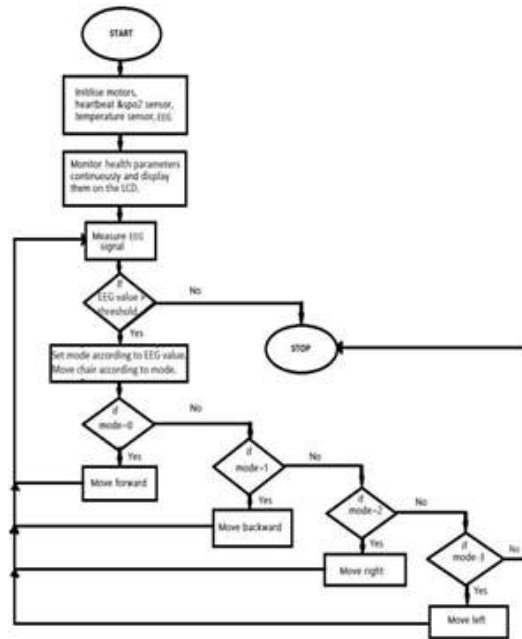 START
Initilise motors,
heartbeat &spo2 sensor,
temperature sensor, EEG
Monitor health parameters
continuously and display
them on the LCD.
Measure EEG
signal
if
EEG value >
threshold
No
Yes
STOP
Set mode according to EEG value.
Move chair according to mode.
if
mode=0
No
Yes
Move forward
if
mode=1
No
Yes
Move backward
if
mode=2
No
Yes
Move right
if
mode=3
No
Yes
Move left